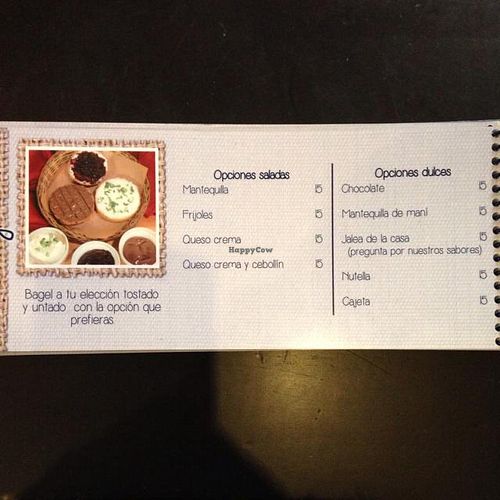 Opciones saladas
Mantequilla 15
Frijoles 15
Queso crema 15
Queso crema y cebollín 15
Opciones dulces
Chocolate 15
Mantequilla de maní 15
Jalea de la casa 15
(pregunta por nuestros sabores)
Nutella 15
Cajeta 15
Bagel a tu elección tostado
y untado con la opción que
prefieras.
HappyCow